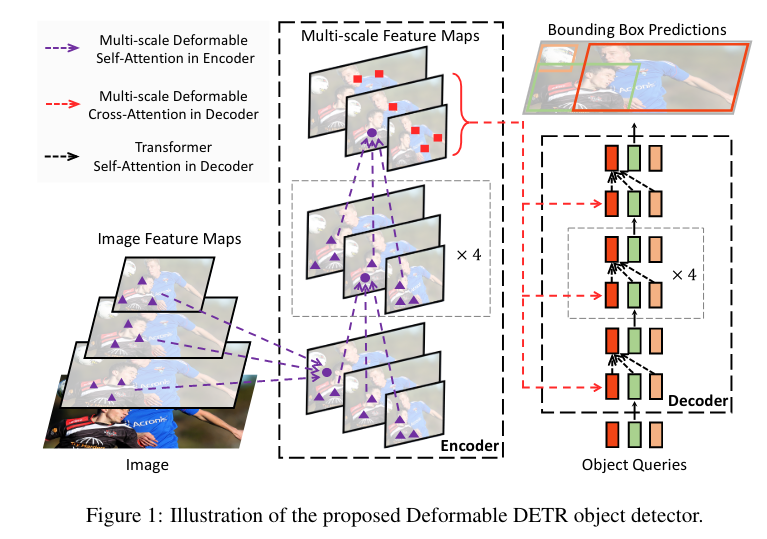 Multi-scale Deformable
Self-Attention in Encoder
Multi-scale Deformable
Cross-Attention in Decoder
Transformer
Self-Attention in Decoder
Multi-scale Feature Maps
Bounding Box Predictions
Image Feature Maps
× 4
× 4
Acronis
Encoder
Decoder
Image
Object Queries
Figure 1: Illustration of the proposed Deformable DETR object detector.